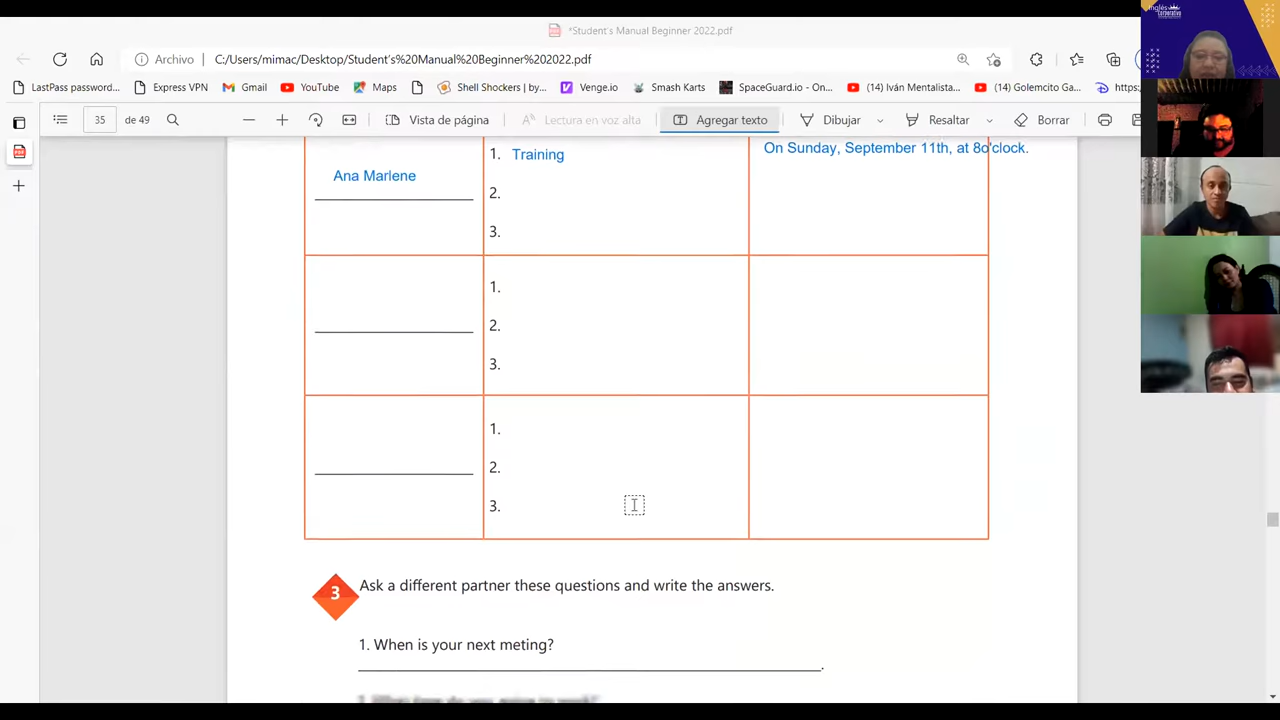 *Student's Manual Beginner 2022.pdf
Archivo C:/Users/mimac/Desktop/Student's%20Manual%20Beginner%202022.pdf
LastPass password... Express VPN Gmail YouTube Maps Shell Shockers | by... Venge.io Smash Karts SpaceGuard.io - On... (14) Iván Mentalista... (14) Golemcito Ga... https:
35 de 49 Vista de página Lectura en voz alta Agregar texto Dibujar Resaltar Borrar
Inglés
Corporativo
1. Training
On Sunday, September 11th, at 8o'clock.
Ana Marlene
2.
3.
1.
2.
3.
1.
2.
3.
3 Ask a different partner these questions and write the answers.
1. When is your next meting?